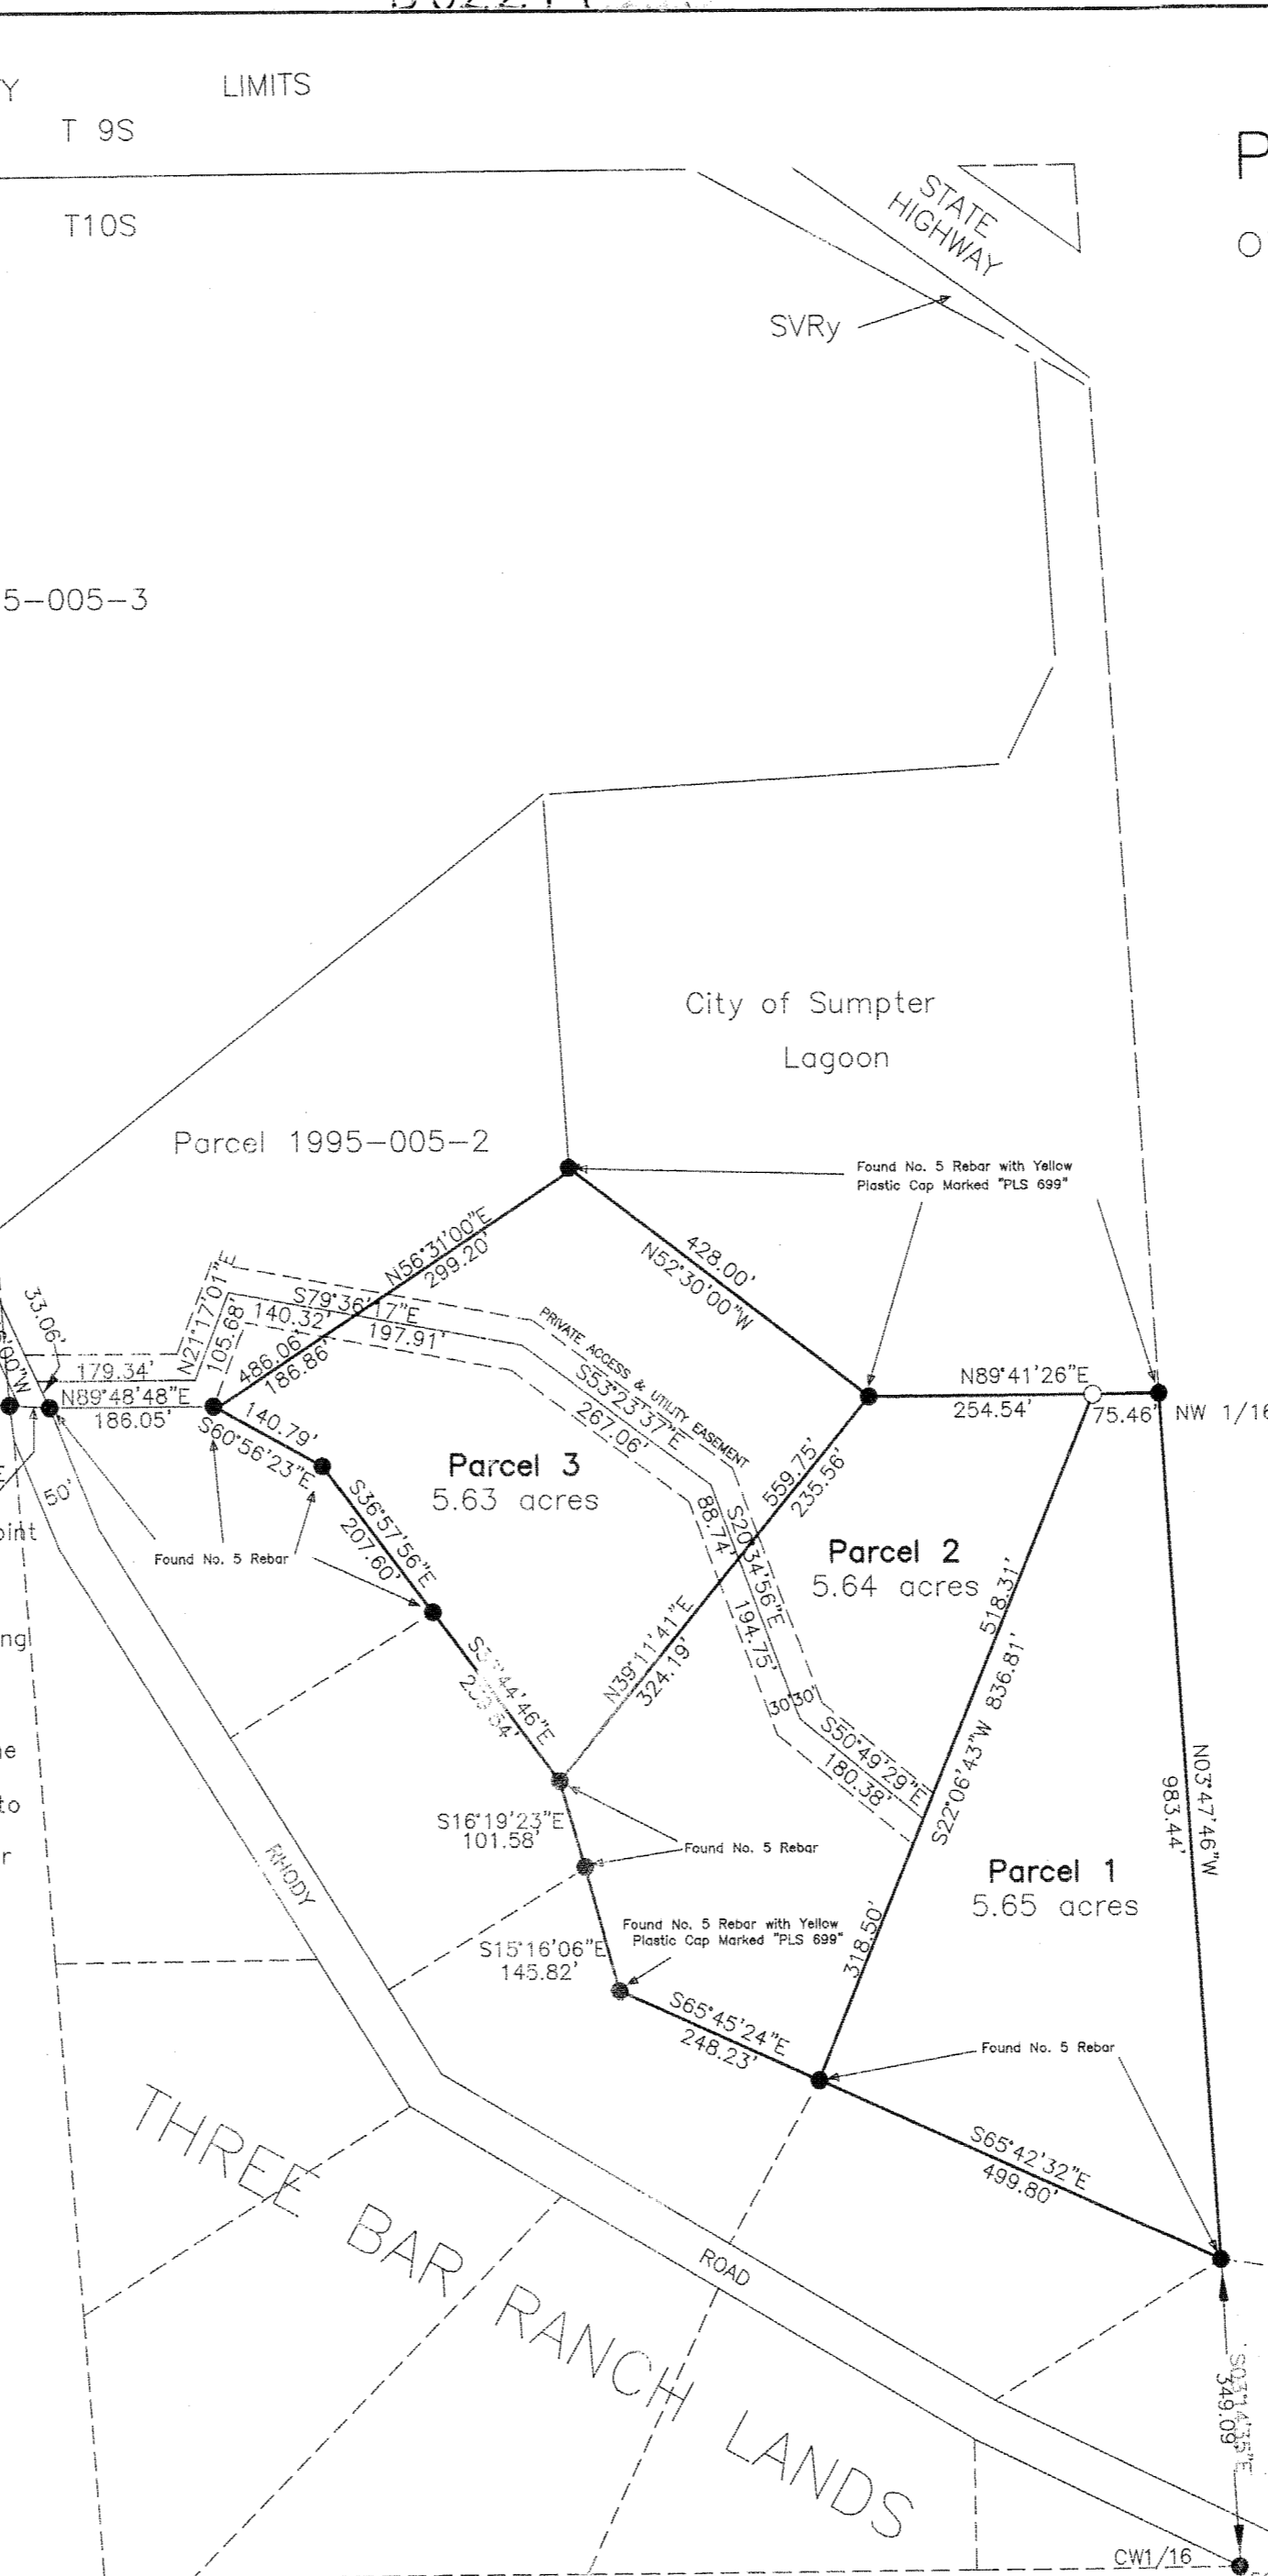 LIMITS
T 9S
T10S
STATE
HIGHWAY
SVRy
5-005-3
City of Sumpter
Lagoon
Parcel 1995-005-2
Found No. 5 Rebar with Yellow
Plastic Cap Marked "PLS 699"
N56°31'00"E
299.20'
428.00'
N52°30'00"W
33.06'
N21°17'01"E
105.68'
S79°36'17"E
140.32'
197.91'
179.34'
N89°48'48"E
186.05'
486.06'
186.86'
PRIVATE ACCESS & UTILITY EASEMENT
S53°23'37"E
267.06'
N89°41'26"E
254.54'
75.46'
NW 1/16
140.79'
S60°56'23"E
50'
Parcel 3
5.63 acres
559.75'
235.56'
S36°57'56"E
207.60'
Found No. 5 Rebar
88.74'
S20°34'56"E
194.75'
Parcel 2
5.64 acres
518.31'
S22°06'43"W 836.81'
N39°11'41"E
324.19'
30' 30'
S50°49'29"E
180.38'
N03°47'46"W
983.44'
S16°19'23"E
101.58'
Found No. 5 Rebar
RHODY
Parcel 1
5.65 acres
318.50'
Found No. 5 Rebar with Yellow
Plastic Cap Marked "PLS 699"
S15°16'06"E
145.82'
S65°45'24"E
248.23'
Found No. 5 Rebar
S65°42'32"E
499.80'
THREE BAR RANCH LANDS
ROAD
S03°14'35"E
349.09'
CW1/16